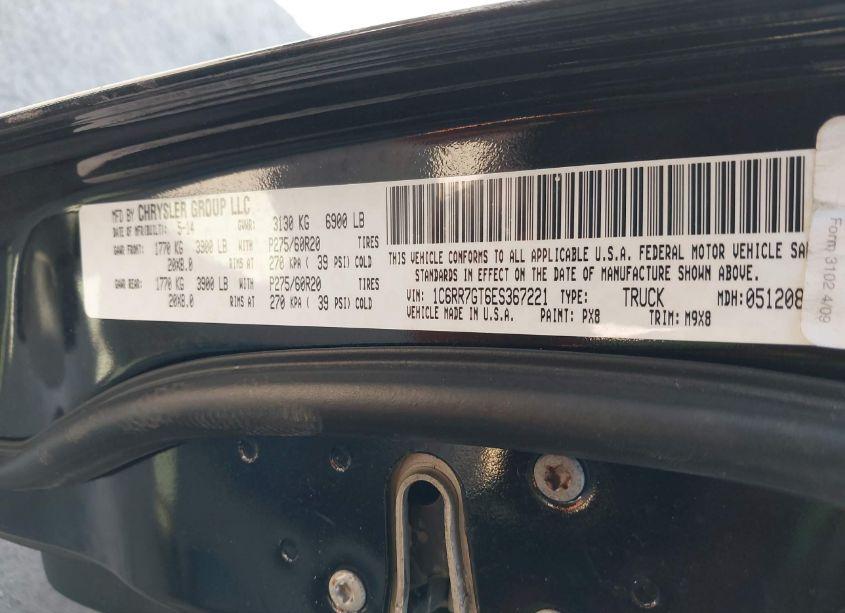 MFD BY CHRYSLER GROUP LLC
DATE OF MFR(BUILT): 5-14 GVWR: 3130 KG 6900 LB
GAWR FRONT: 1770 KG 3900 LB WITH P275/60R20 TIRES
20X8.0 RIMS AT 270 KPA ( 39 PSI) COLD
GAWR REAR: 1770 KG 3900 LB WITH P275/60R20 TIRES
20X8.0 RIMS AT 270 KPA ( 39 PSI) COLD
THIS VEHICLE CONFORMS TO ALL APPLICABLE U.S.A. FEDERAL MOTOR VEHICLE SA
STANDARDS IN EFFECT ON THE DATE OF MANUFACTURE SHOWN ABOVE.
VIN: 1C6RR7GT6ES367221 TYPE: TRUCK MDH: 051208
VEHICLE MADE IN U.S.A. PAINT: PX8 TRIM: M9X8
Form 3102 4/09